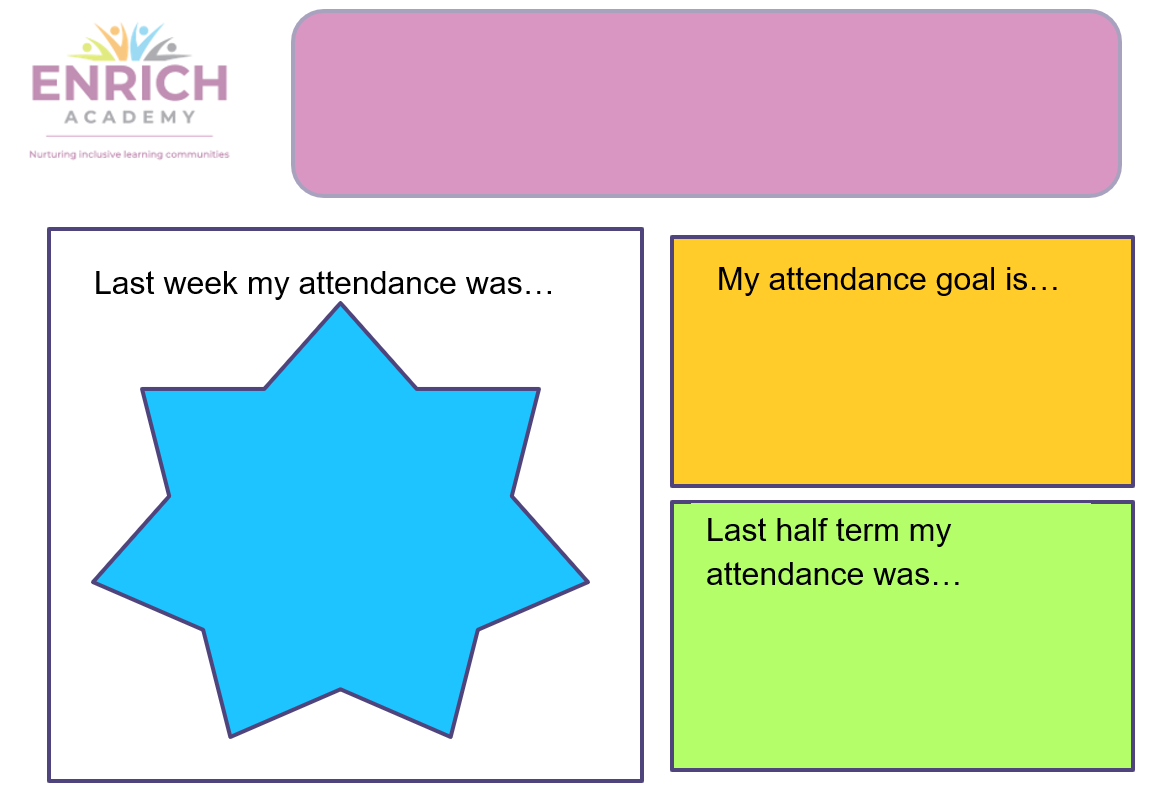 ENRICH
ACADEMY
Nurturing inclusive learning communities
Last week my attendance was…
My attendance goal is…
Last half term my
attendance was…